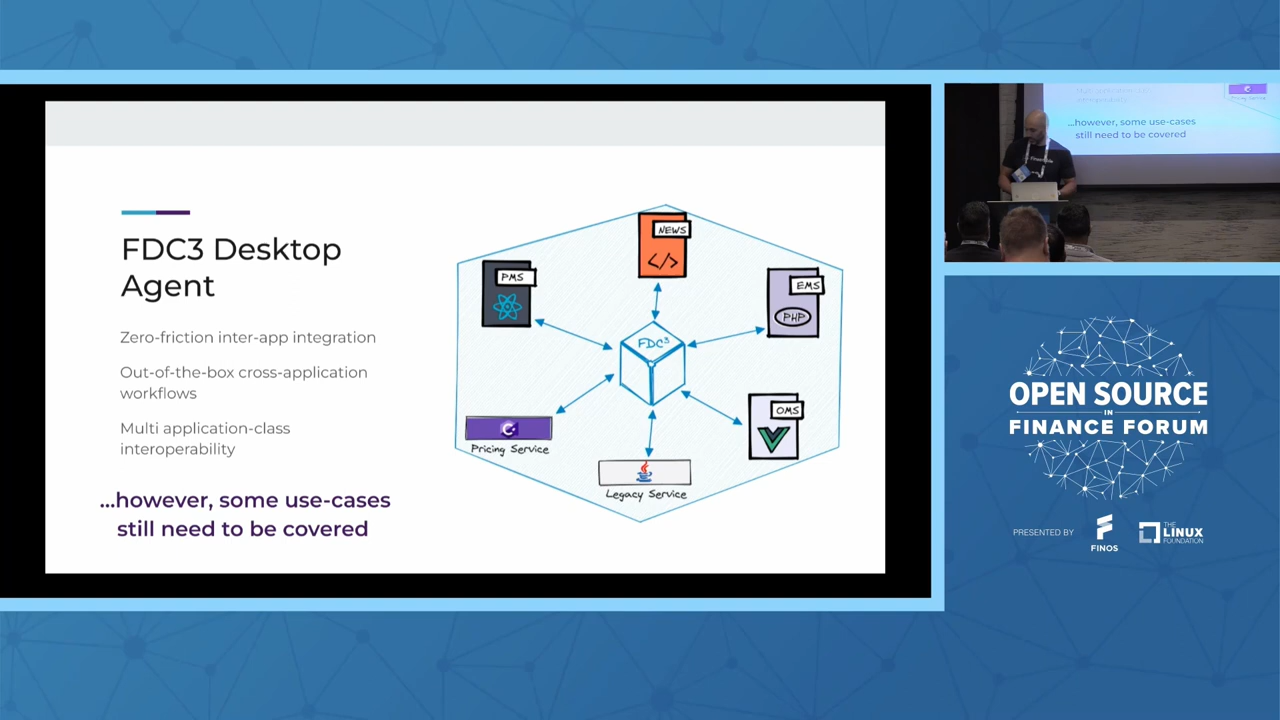 FDC3 Desktop
Agent
Zero-friction inter-app integration
Out-of-the-box cross-application
workflows
Multi application-class
interoperability
...however, some use-cases
still need to be covered
NEWS
</>
PMS
EMS
PHP
FDC³
OMS
C#
Pricing Service
Legacy Service
Pricing Service
...however, some use-cases
still need to be covered
OPEN SOURCE
IN
FINANCE FORUM
PRESENTED BY
FINOS
THE
LINUX
FOUNDATION